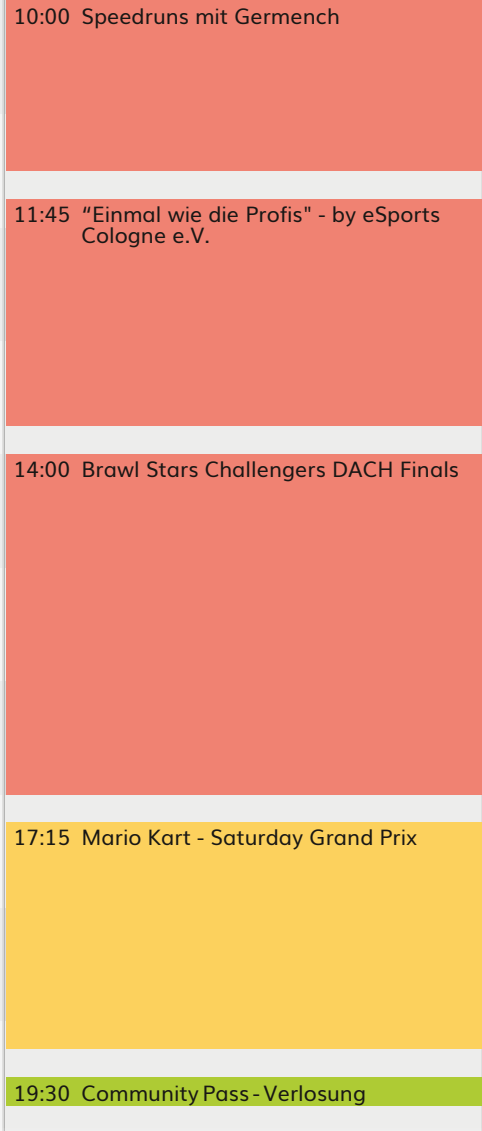 10:00 Speedruns mit Germench
11:45 “Einmal wie die Profis" - by eSports
Cologne e.V.
14:00 Brawl Stars Challengers DACH Finals
17:15 Mario Kart - Saturday Grand Prix
19:30 Community Pass - Verlosung